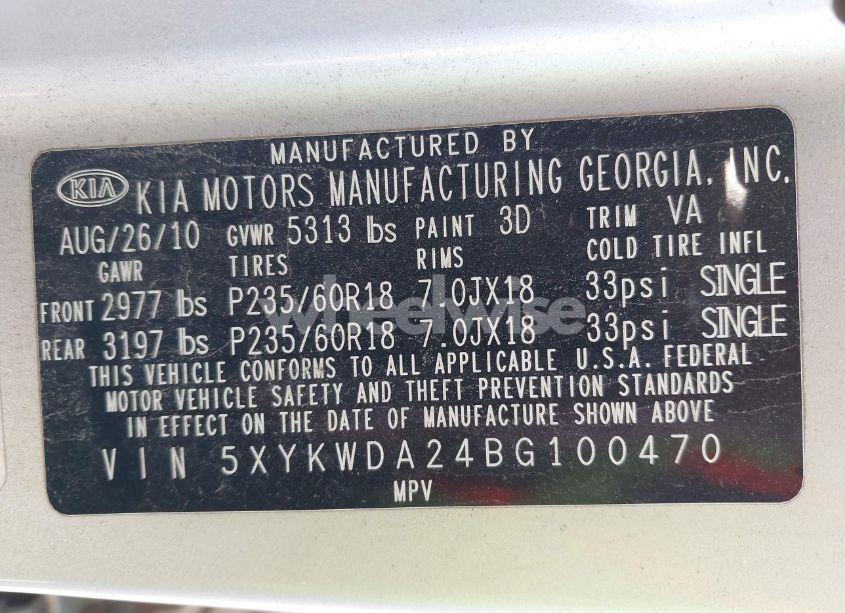 MANUFACTURED BY
KIA KIA MOTORS MANUFACTURING GEORGIA, INC.
AUG/26/10 GVWR 5313 lbs PAINT 3D TRIM VA
GAWR TIRES RIMS COLD TIRE INFL
FRONT 2977 lbs P235/60R18 7.0JX18 33psi SINGLE
wheelwise
REAR 3197 lbs P235/60R18 7.0JX18 33psi SINGLE
THIS VEHICLE CONFORMS TO ALL APPLICABLE U.S.A. FEDERAL
MOTOR VEHICLE SAFETY AND THEFT PREVENTION STANDARDS
IN EFFECT ON THE DATE OF MANUFACTURE SHOWN ABOVE
VIN 5XYKWDA24BG100470
MPV